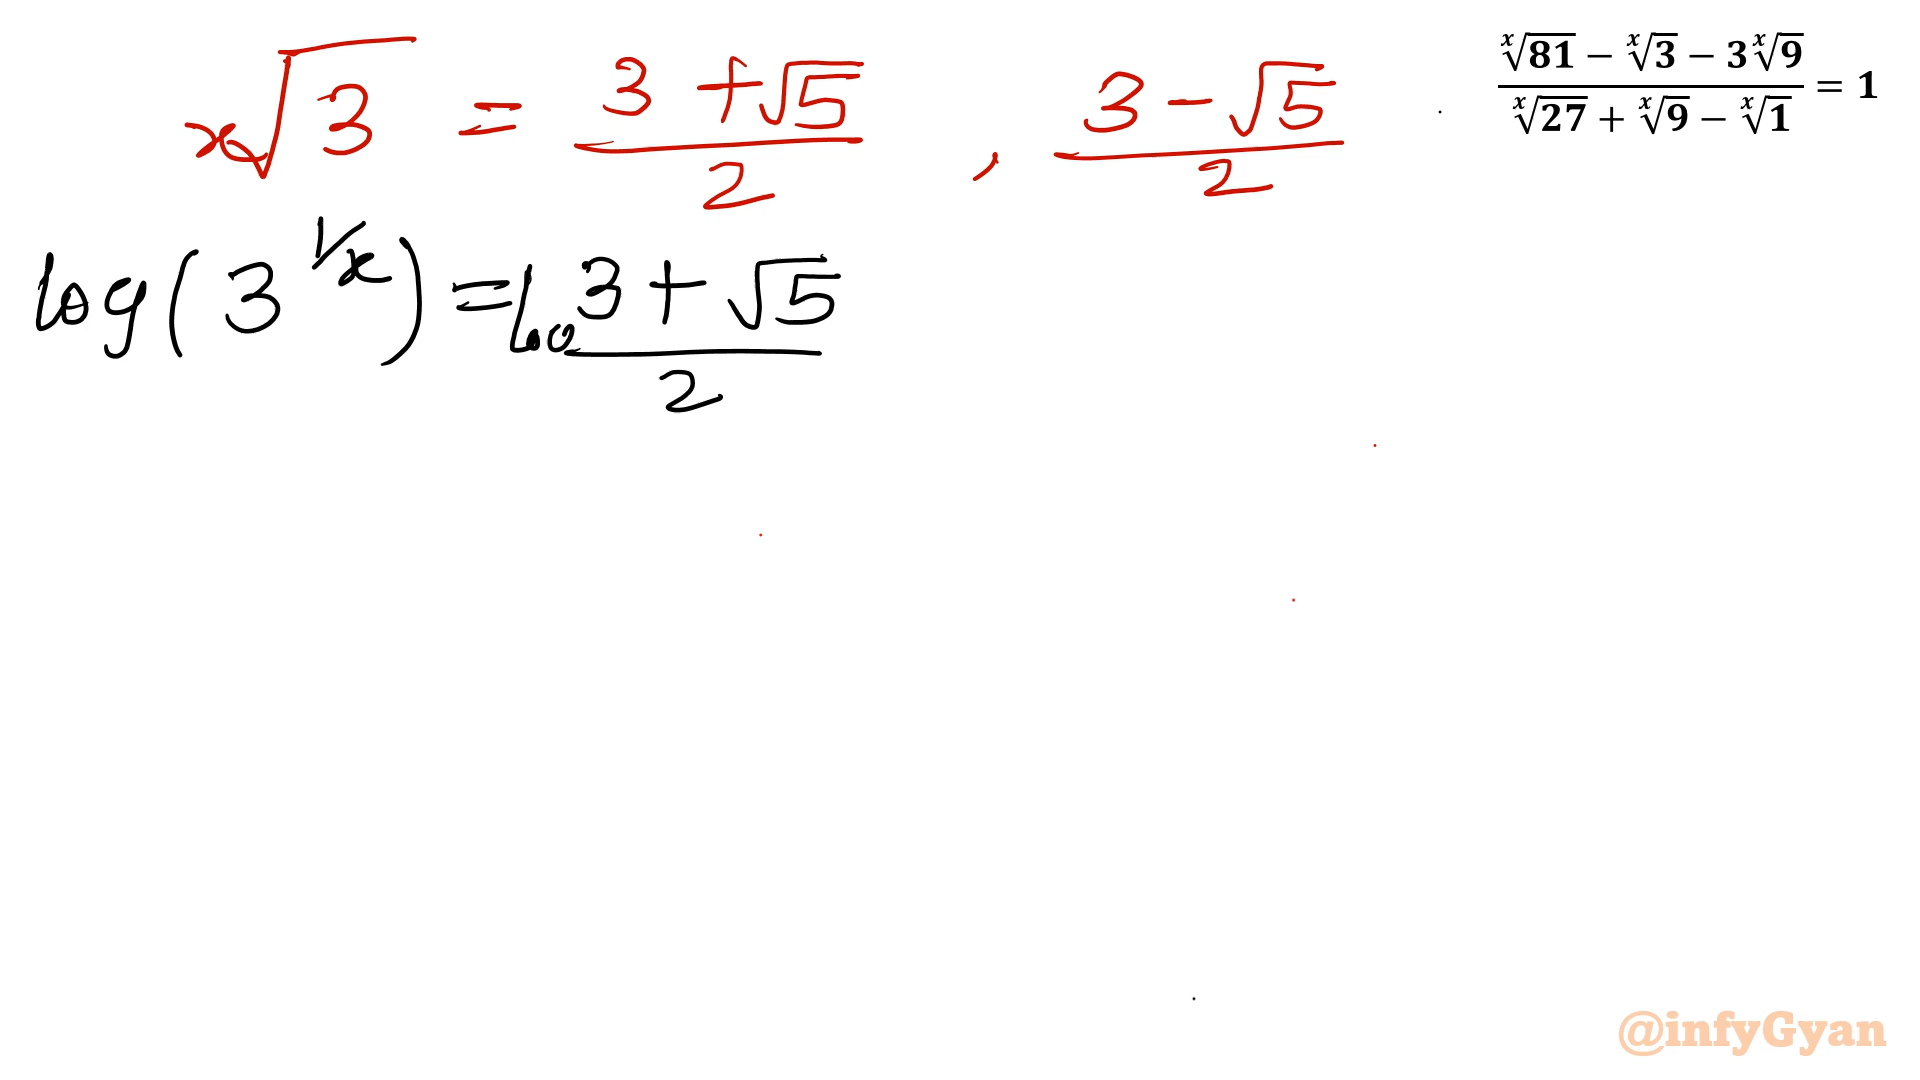 ˣ√3 = (3 + √5)/2 , (3 − √5)/2
(ˣ√81 − ˣ√3 − 3ˣ√9)/(ˣ√27 + ˣ√9 − ˣ√1) = 1
log(3^(1/x)) = lo (3 + √5)/2
@infyGyan